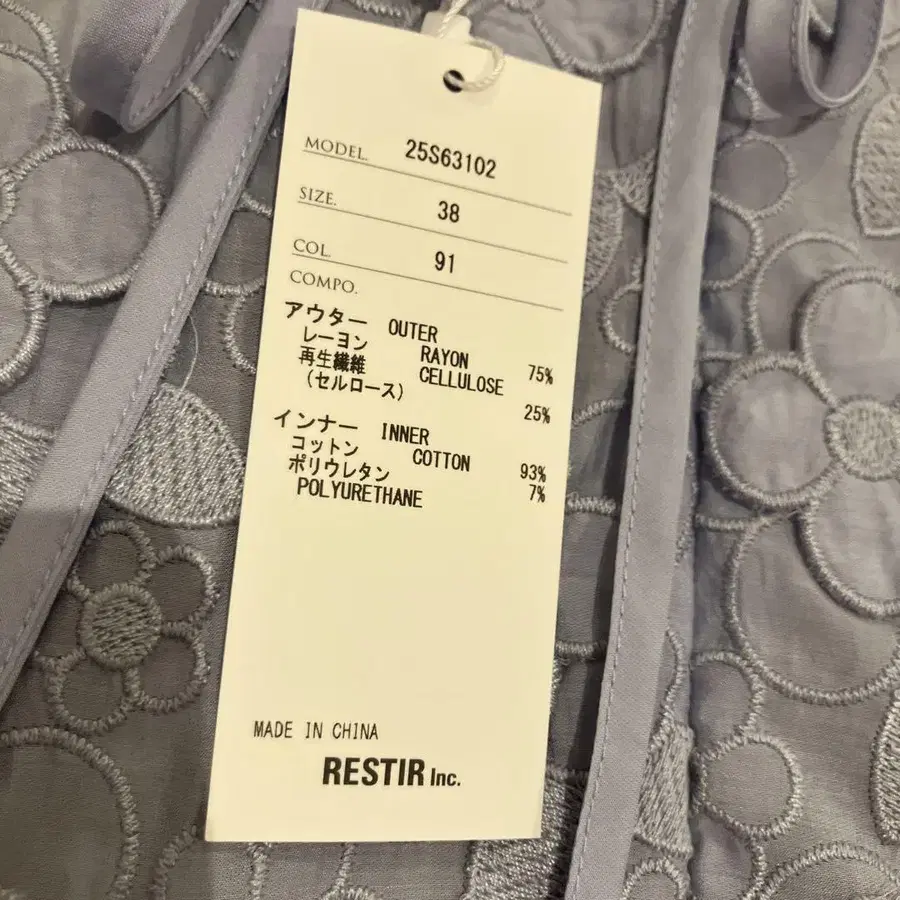 MODEL. 25S63102
SIZE. 38
COL. 91
COMPO.
アウター OUTER
レーヨン RAYON 75%
再生繊維 CELLULOSE
(セルロース) 25%
インナー INNER
コットン COTTON 93%
ポリウレタン 7%
POLYURETHANE
MADE IN CHINA
RESTIR Inc.